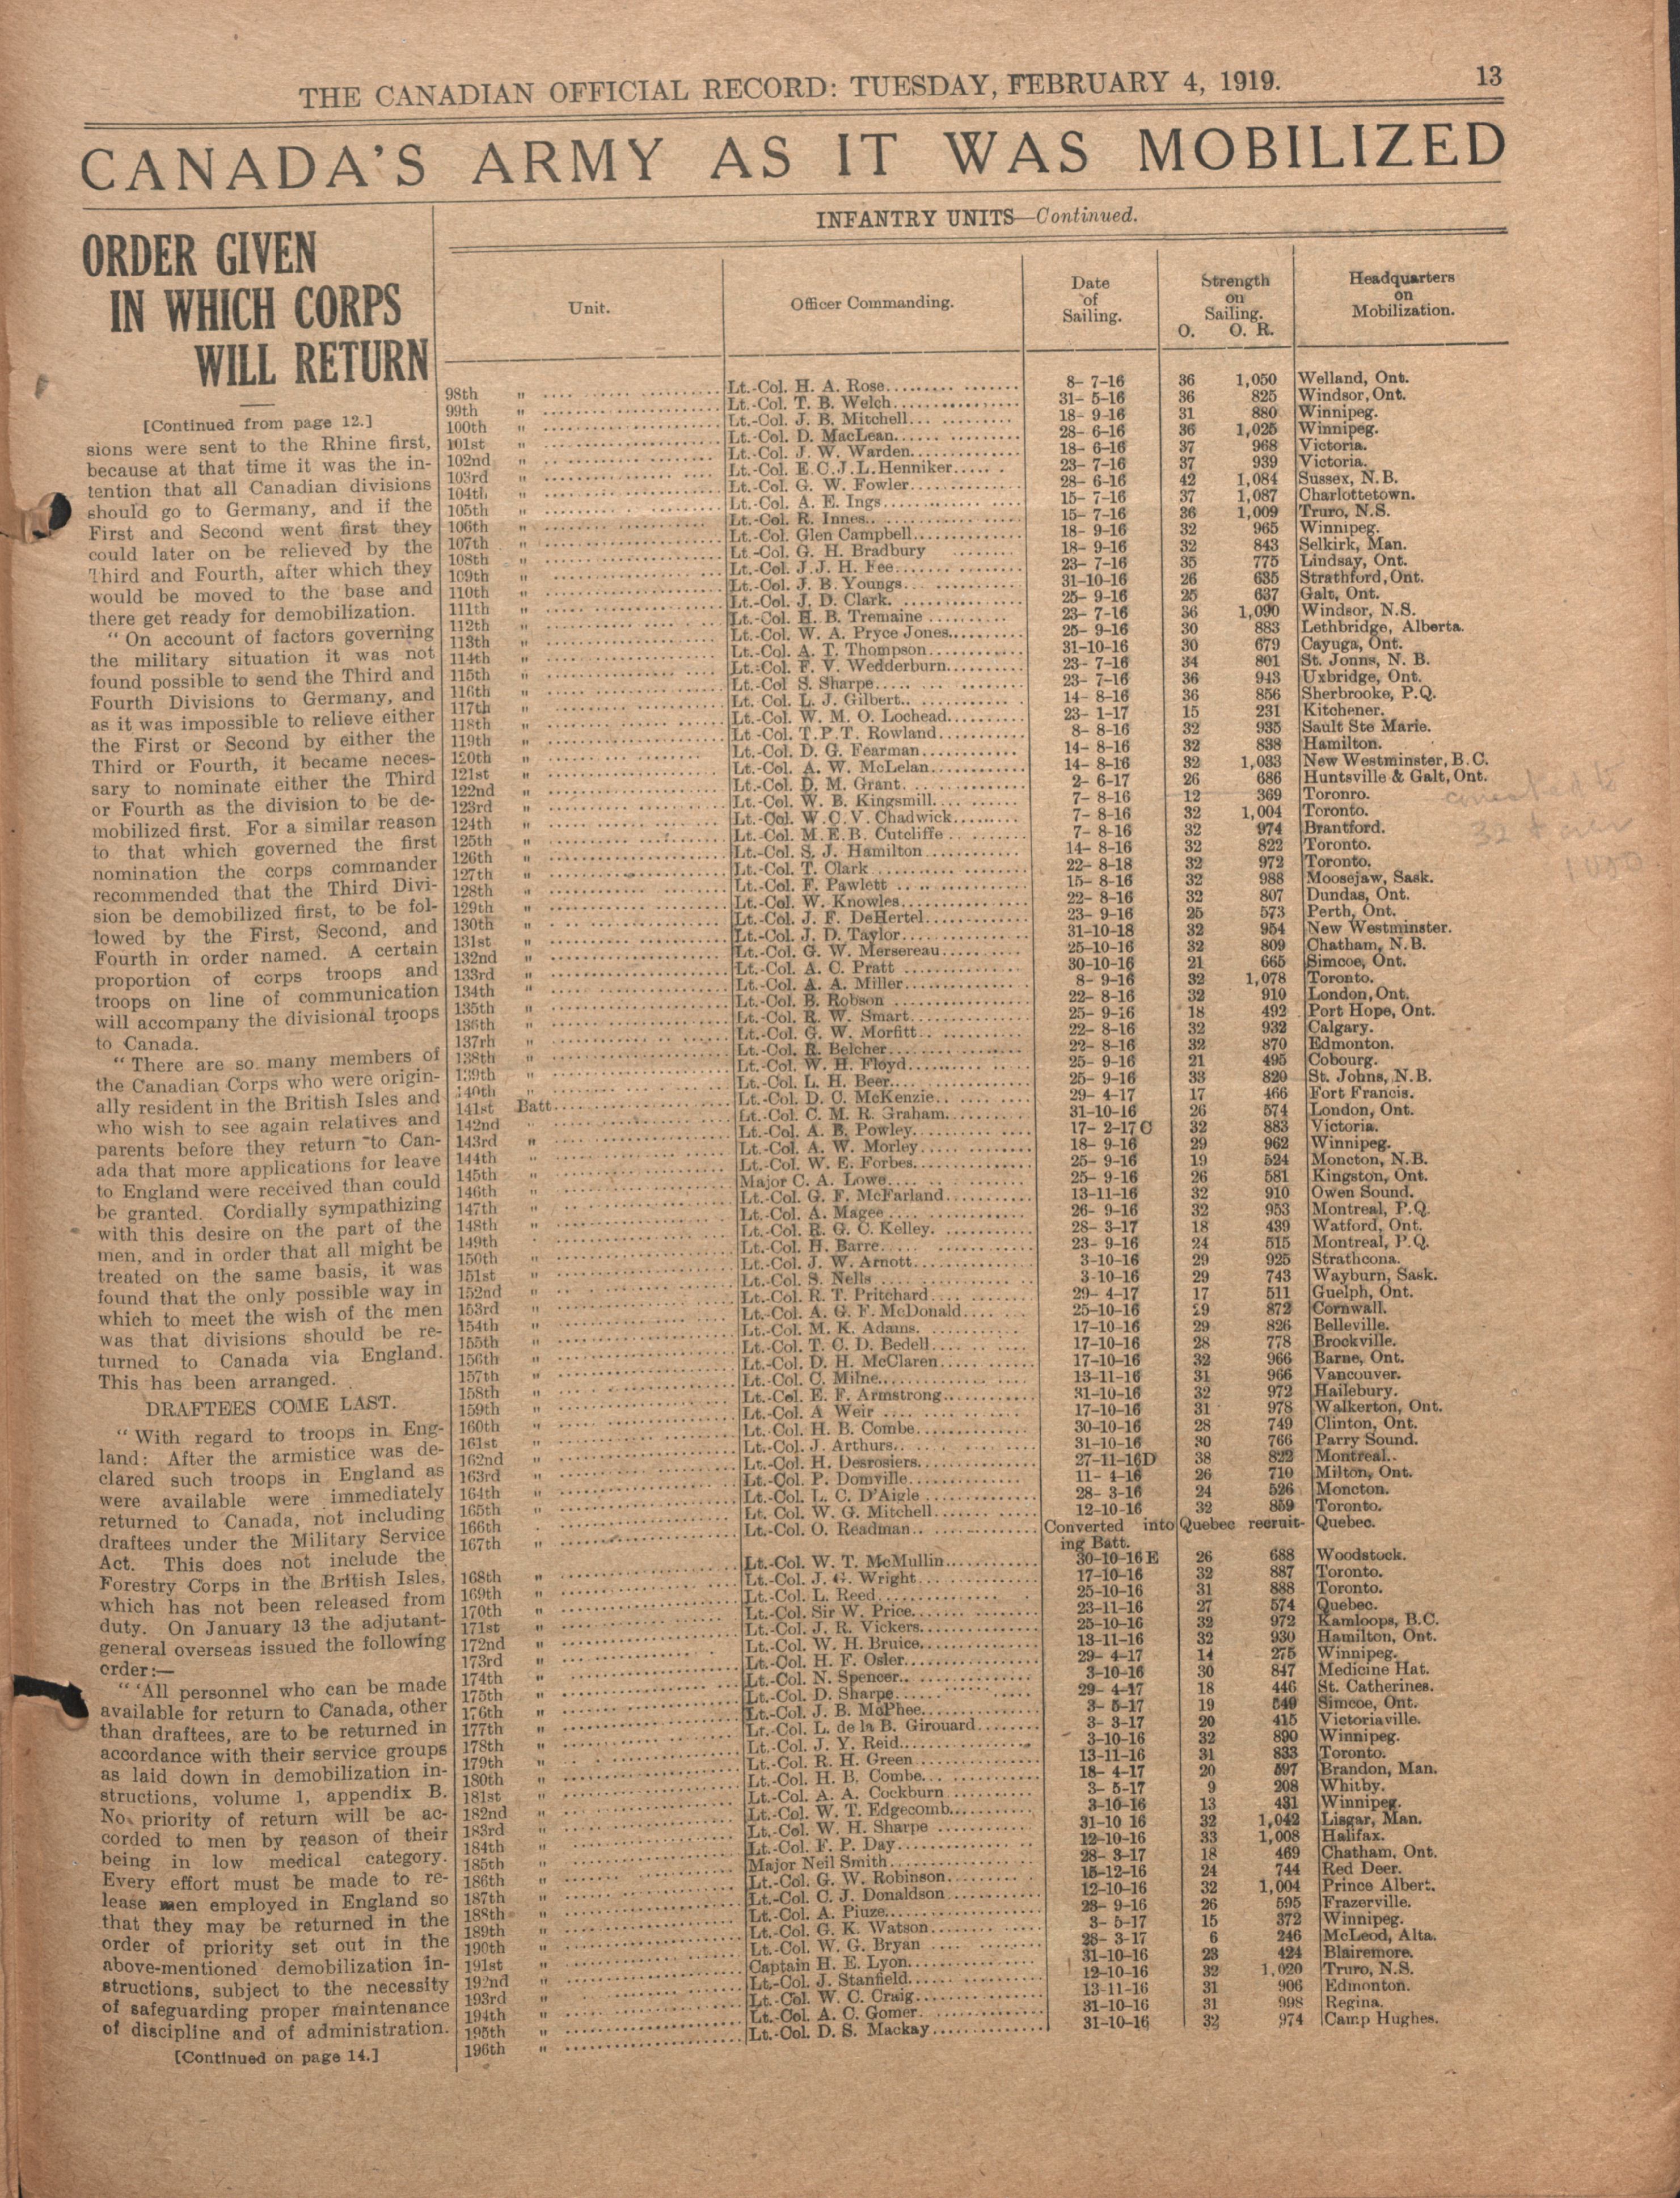 THE CANADIAN OFFICIAL RECORD: TUESDAY, FEBRUARY 4, 1919. 13
CANADA'S ARMY AS IT WAS MOBILIZED
ORDER GIVEN
IN WHICH CORPS
WILL RETURN
[Continued from page 12.]
sions were sent to the Rhine first,
because at that time it was the in-
tention that all Canadian divisions
should go to Germany, and if the
First and Second went first they
could later on be relieved by the
Third and Fourth, after which they
would be moved to the base and
there get ready for demobilization.
"On account of factors governing
the military situation it was not
found possible to send the Third and
Fourth Divisions to Germany, and
as it was impossible to relieve either
the First or Second by either the
Third or Fourth, it became neces-
sary to nominate either the Third
or Fourth as the division to be de-
mobilized first. For a similar reason
to that which governed the first
nomination the corps commander
recommended that the Third Divi-
sion be demobilized first, to be fol-
lowed by the First, Second, and
Fourth in order named. A certain
proportion of corps troops and
troops on line of communication
will accompany the divisional troops
to Canada.
"There are so many members of
the Canadian Corps who were origin-
ally resident in the British Isles and
who wish to see again relatives and
parents before they return to Can-
ada that more applications for leave
to England were received than could
be granted. Cordially sympathizing
with this desire on the part of the
men, and in order that all might be
treated on the same basis, it was
found that the only possible way in
which to meet the wish of the men
was that divisions should be re-
turned to Canada via England.
This has been arranged.
DRAFTEES COME LAST.
"With regard to troops in Eng-
land: After the armistice was de-
clared such troops in England as
were available were immediately
returned to Canada, not including
draftees under the Military Service
Act. This does not include the
Forestry Corps in the British Isles,
which has not been released from
duty. On January 13 the adjutant-
general overseas issued the following
order:—
"'All personnel who can be made
available for return to Canada, other
than draftees, are to be returned in
accordance with their service groups
as laid down in demobilization in-
structions, volume 1, appendix B.
No priority of return will be ac-
corded to men by reason of their
being in low medical category.
Every effort must be made to re-
lease men employed in England so
that they may be returned in the
order of priority set out in the
above-mentioned demobilization in-
structions, subject to the necessity
of safeguarding proper maintenance
of discipline and of administration.
[Continued on page 14.]
INFANTRY UNITS—Continued.
Unit. Officer Commanding. Date of Sailing. Strength on Sailing. O. O. R. Headquarters on Mobilization.
98th " Lt.-Col. H. A. Rose 8- 7-16 36 1,050 Welland, Ont.
99th " Lt.-Col. T. B. Welch 31- 5-16 36 825 Windsor, Ont.
100th " Lt.-Col. J. B. Mitchell 18- 9-16 31 880 Winnipeg.
101st " Lt.-Col. D. MacLean 28- 6-16 36 1,025 Winnipeg.
102nd " Lt.-Col. J. W. Warden 18- 6-16 37 968 Victoria.
103rd " Lt.-Col. E.C.J.L. Henniker 23- 7-16 37 939 Victoria.
104th " Lt.-Col. G. W. Fowler 28- 6-16 42 1,084 Sussex, N.B.
105th " Lt.-Col. A. E. Ings 15- 7-16 37 1,087 Charlottetown.
106th " Lt.-Col. R. Innes 15- 7-16 36 1,009 Truro, N.S.
107th " Lt.-Col. Glen Campbell 18- 9-16 32 965 Winnipeg.
108th " Lt.-Col. G. H. Bradbury 18- 9-16 32 843 Selkirk, Man.
109th " Lt.-Col. J.J.H. Fee 23- 7-16 35 775 Lindsay, Ont.
110th " Lt.-Col. J. B. Youngs 31-10-16 26 635 Strathford, Ont.
111th " Lt.-Col. J. D. Clark. 25- 9-16 25 637 Galt, Ont.
112th " Lt.-Col. H. B. Tremaine 23- 7-16 36 1,090 Windsor, N.S.
113th " Lt.-Col. W. A. Pryce Jones 25- 9-16 30 883 Lethbridge, Alberta.
114th " Lt.-Col. A. T. Thompson 31-10-16 30 679 Cayuga, Ont.
115th " Lt.-Col. F. V. Wedderburn 23- 7-16 34 801 St. Jonns, N. B.
116th " Lt.-Col S. Sharpe 23- 7-16 36 943 Uxbridge, Ont.
117th " Lt. Col. L. J. Gilbert 14- 8-16 36 856 Sherbrooke, P.Q.
118th " Lt.-Col. W. M. O. Lochead 23- 1-17 15 231 Kitchener.
119th " Lt -Col. T.P.T. Rowland 8- 8-16 32 935 Sault Ste Marie.
120th " Lt.-Col. D. G. Fearman 14- 8-16 32 838 Hamilton.
121st " Lt.-Col. A. W. McLelan 14- 8-16 32 1,033 New Westminster, B.C.
122nd " Lt.-Col. D. M. Grant 2- 6-17 26 686 Huntsville & Galt, Ont.
123rd " Lt.-Col. W. B. Kingsmill 7- 8-16 12 369 Toronro.
124th " Lt.-Col. W.C.V. Chadwick 7- 8-16 32 1,004 Toronto.
125th " Lt.-Col. M.E.B. Cutcliffe 7- 8-16 32 974 Brantford.
126th " Lt.-Col. S. J. Hamilton 14- 8-16 32 822 Toronto.
127th " Lt.-Col. T. Clark 22- 8-18 32 972 Toronto.
128th " Lt.-Col. F. Pawlett 15- 8-16 32 988 Moosejaw, Sask.
129th " Lt.-Col. W. Knowles 22- 8-16 32 807 Dundas, Ont.
130th " Lt.-Col. J. F. DeHertel 23- 9-16 25 573 Perth, Ont.
131st " Lt.-Col. J. D. Taylor 31-10-18 32 954 New Westminster.
132nd " Lt.-Col. G. W. Mersereau 25-10-16 32 809 Chatham, N.B.
133rd " Lt.-Col. A. C. Pratt 30-10-16 21 665 Simcoe, Ont.
134th " Lt.-Col. A. A. Miller 8- 9-16 32 1,078 Toronto.
135th " Lt.-Col. B. Robson 22- 8-16 32 910 London, Ont.
136th " Lt.-Col. R. W. Smart 25- 9-16 18 492 Port Hope, Ont.
137rh " Lt.-Col. G. W. Morfitt 22- 8-16 32 932 Calgary.
138th " Lt.-Col. R. Belcher 22- 8-16 32 870 Edmonton.
139th " Lt.-Col. W. H. Floyd 25- 9-16 21 495 Cobourg.
140th " Lt.-Col. L. H. Beer 25- 9-16 33 820 St. Johns, N.B.
141st Batt. Lt.-Col. D. C. McKenzie 29- 4-17 17 466 Fort Francis.
142nd " Lt.-Col. C. M. R. Graham 31-10-16 26 574 London, Ont.
143rd " Lt.-Col. A. B. Powley 17- 2-17 C 32 883 Victoria.
144th " Lt.-Col. A. W. Morley 18- 9-16 29 962 Winnipeg.
145th " Lt.-Col. W. E. Forbes 25- 9-16 19 524 Moncton, N.B.
146th " Major C. A. Lowe 25- 9-16 26 581 Kingston, Ont.
147th " Lt.-Col. G. F. McFarland 13-11-16 32 910 Owen Sound.
148th " Lt.-Col. A. Magee 26- 9-16 32 953 Montreal, P.Q.
149th " Lt.-Col. R. G. C. Kelley. 28- 3-17 18 439 Watford, Ont.
150th " Lt.-Col. H. Barre 23- 9-16 24 515 Montreal, P.Q.
151st " Lt.-Col. J. W. Arnott 3-10-16 29 925 Strathcona.
152nd " Lt.-Col. S. Nells 3-10-16 29 743 Wayburn, Sask.
153rd " Lt.-Col. R. T. Pritchard 29- 4-17 17 511 Guelph, Ont.
154th " Lt.-Col. A. G. F. McDonald 25-10-16 29 872 Cornwall.
155th " Lt.-Col. M. K. Adams. 17-10-16 29 826 Belleville.
156th " Lt.-Col. T. C. D. Bedell 17-10-16 28 778 Brockville.
157th " Lt.-Col. D. H. McClaren 17-10-16 32 966 Barne, Ont.
158th " Lt.-Col. C. Milne 13-11-16 31 966 Vancouver.
159th " Lt.-Col. E. F. Armstrong 31-10-16 32 972 Hailebury.
160th " Lt.-Col. A Weir 17-10-16 31 978 Walkerton, Ont.
161st " Lt.-Col. H. B. Combe 30-10-16 28 749 Clinton, Ont.
162nd " Lt.-Col. J. Arthurs 31-10-16 30 766 Parry Sound.
163rd " Lt.-Col. H. Desrosiers 27-11-16D 38 822 Montreal.
164th " Lt.-Col. P. Domville 11- 4-16 26 710 Milton, Ont.
165th " Lt.-Col. L. C. D'Aigle 28- 3-16 24 526 Moncton.
166th Lt. Col. W. G. Mitchell 12-10-16 32 859 Toronto.
167th " Lt.-Col. O. Readman Converted into Quebec recruit- Quebec.
ing Batt.
168th " Lt.-Col. W. T. McMullin 30-10-16 E 26 688 Woodstock.
169th " Lt.-Col. J. G. Wright 17-10-16 32 887 Toronto.
170th " Lt.-Col. L. Reed 25-10-16 31 888 Toronto.
171st " Lt.-Col. Sir W. Price 23-11-16 27 574 Quebec.
172nd " Lt.-Col. J. R. Vickers 25-10-16 32 972 Kamloops, B.C.
173rd " Lt.-Col. W. H. Bruice 13-11-16 32 930 Hamilton, Ont.
174th " Lt.-Col. H. F. Osler 29- 4-17 14 275 Winnipeg.
175th " Lt.-Col. N. Spencer 3-10-16 30 847 Medicine Hat.
176th " Lt.-Col. D. Sharpe 29- 4-17 18 446 St. Catherines.
177th " Lt.-Col. J. B. McPhee 3- 5-17 19 549 Simcoe, Ont.
178th " Lr.-Col. L. de la B. Girouard 3- 3-17 20 415 Victoriaville.
179th " Lt.-Col. J. Y. Reid 3-10-16 32 890 Winnipeg.
180th " Lt.-Col. R. H. Green 13-11-16 31 833 Toronto.
181st " Lt.-Col. H. B. Combe 18- 4-17 20 597 Brandon, Man.
182nd " Lt.-Col. A. A. Cockburn 3- 5-17 9 208 Whitby.
183rd " Lt.-Col. W. T. Edgecomb 3-10-16 13 431 Winnipeg.
184th " Lt.-Col. W. H. Sharpe 31-10 16 32 1,042 Lisgar, Man.
185th " Lt.-Col. F. P. Day 12-10-16 33 1,008 Halifax.
186th " Major Neil Smith 28- 3-17 18 469 Chatham, Ont.
187th " Lt.-Col. G. W. Robinson 15-12-16 24 744 Red Deer.
188th " Lt.-Col. C. J. Donaldson 12-10-16 32 1,004 Prince Albert.
189th " Lt.-Col. A. Piuze 28- 9-16 26 595 Frazerville.
190th " Lt.-Col. G. K. Watson 3- 5-17 15 372 Winnipeg.
191st " Lt.-Col. W. G. Bryan 28- 3-17 6 246 McLeod, Alta.
192nd " Captain H. E. Lyon 31-10-16 23 424 Blairemore.
193rd " Lt.-Col. J. Stanfield 12-10-16 32 1,020 Truro, N.S.
194th " Lt.-Col. W. C. Craig 13-11-16 31 906 Edmonton.
195th " Lt.-Col. A. C. Gomer 31-10-16 31 998 Regina.
196th " Lt.-Col. D. S. Mackay 31-10-16 32 974 Camp Hughes.